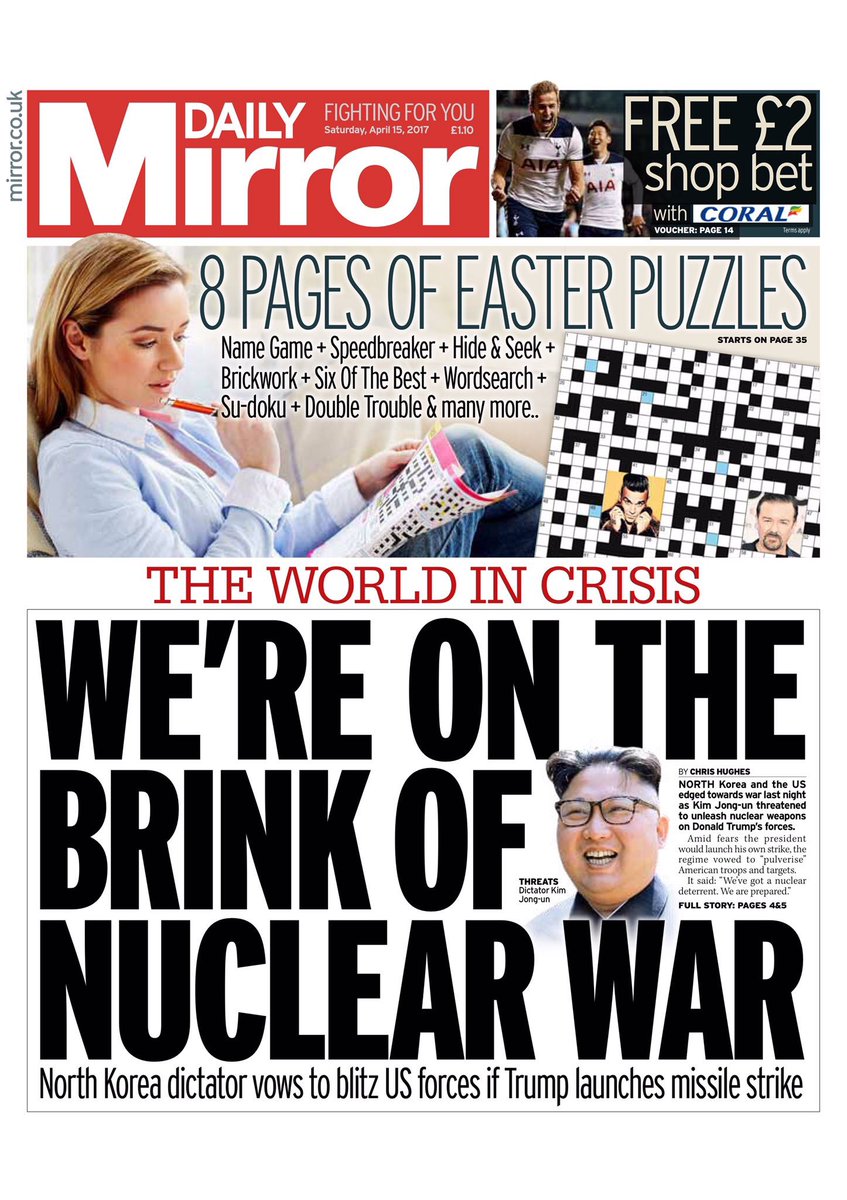 mirror.co.uk
DAILY
Mirror
FIGHTING FOR YOU
Saturday, April 15, 2017 £1.10
AIA
AIA
FREE £2
shop bet
with CORAL
VOUCHER: PAGE 14
Terms apply
8 PAGES OF EASTER PUZZLES
STARTS ON PAGE 35
Name Game + Speedbreaker + Hide & Seek +
Brickwork + Six Of The Best + Wordsearch +
Su-doku + Double Trouble & many more..
THE WORLD IN CRISIS
WE'RE ON THE
BRINK OF
NUCLEAR WAR
THREATS
Dictator Kim
Jong-un
BY CHRIS HUGHES
NORTH Korea and the US
edged towards war last night
as Kim Jong-un threatened
to unleash nuclear weapons
on Donald Trump's forces.
Amid fears the president
would launch his own strike, the
regime vowed to "pulverise"
American troops and targets.
It said: "We've got a nuclear
deterrent. We are prepared."
FULL STORY: PAGES 4&5
North Korea dictator vows to blitz US forces if Trump launches missile strike